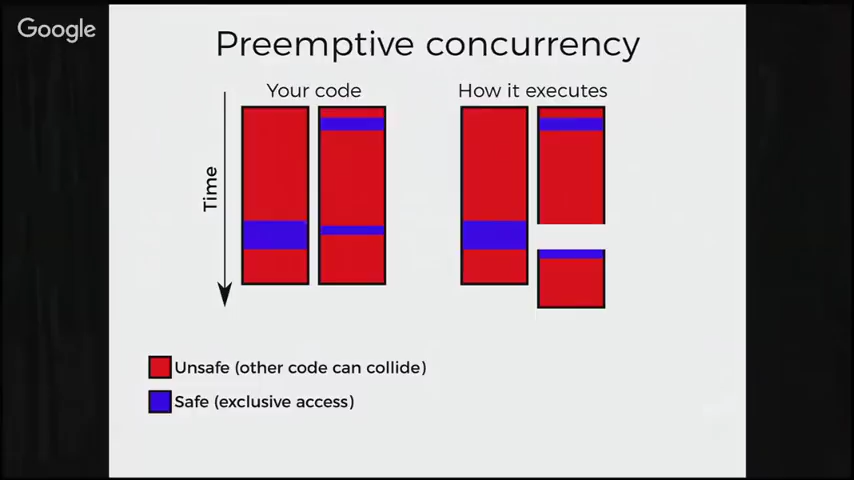 Google
Preemptive concurrency
Your code
How it executes
Time
Unsafe (other code can collide)
Safe (exclusive access)